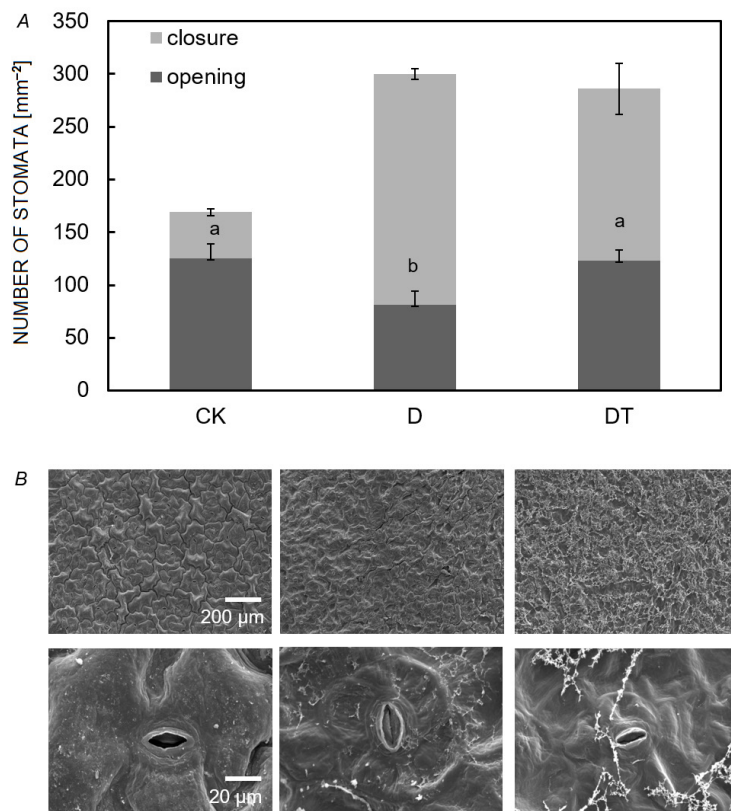 A
350
300
250
200
150
100
50
0
NUMBER OF STOMATA [mm⁻²]
closure
opening
a
b
a
CK
D
DT
B
200 µm
20 µm